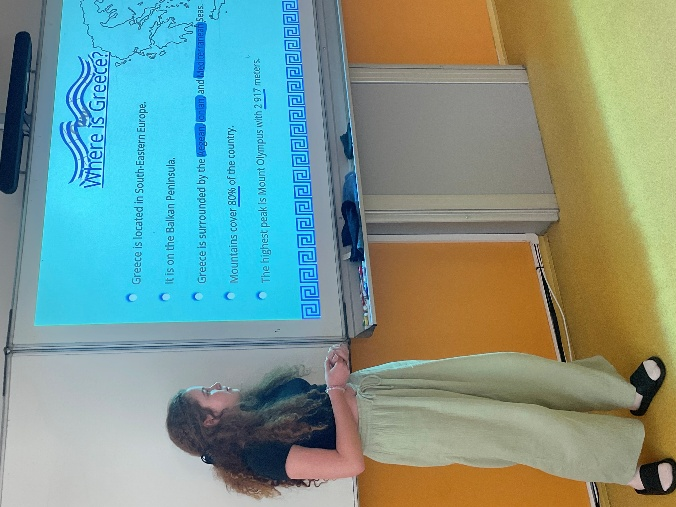 Where is Greece?
Greece is located in South-Eastern Europe.
It is on the Balkan Peninsula.
Greece is surrounded by the Aegean, Ionian and Mediterranean Seas.
Mountains cover 80% of the country.
The highest peak is Mount Olympus with 2 917 meters.